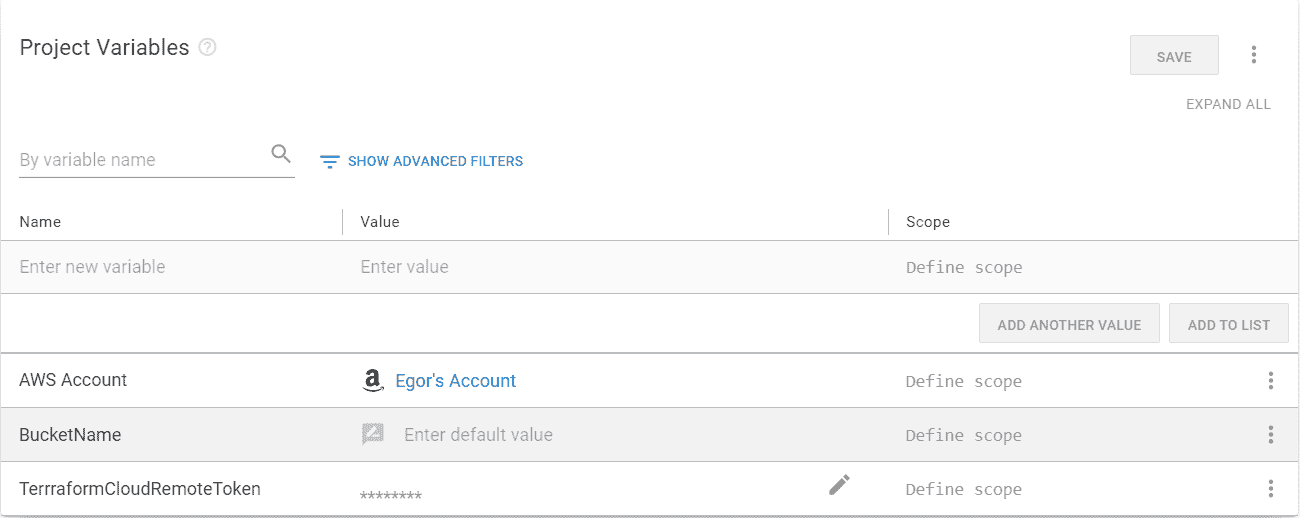 Project Variables
SAVE
EXPAND ALL
By variable name
SHOW ADVANCED FILTERS
Name Value Scope
Enter new variable Enter value Define scope
ADD ANOTHER VALUE ADD TO LIST
AWS Account Egor's Account Define scope
BucketName Enter default value Define scope
TerrraformCloudRemoteToken ******** Define scope